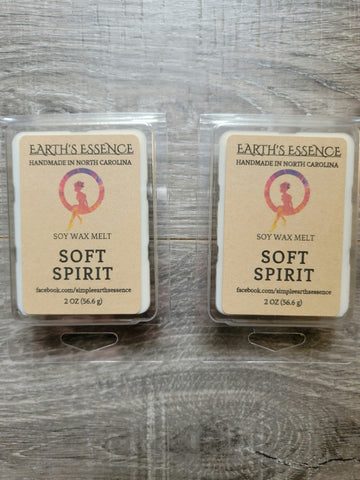 EARTH'S ESSENCE
HANDMADE IN NORTH CAROLINA
SOY WAX MELT
SOFT
SPIRIT
facebook.com/simpleearthsessence
2 OZ (56.6 g)
EARTH'S ESSENCE
HANDMADE IN NORTH CAROLINA
SOY WAX MELT
SOFT
SPIRIT
facebook.com/simpleearthsessence
2 OZ (56.6 g)